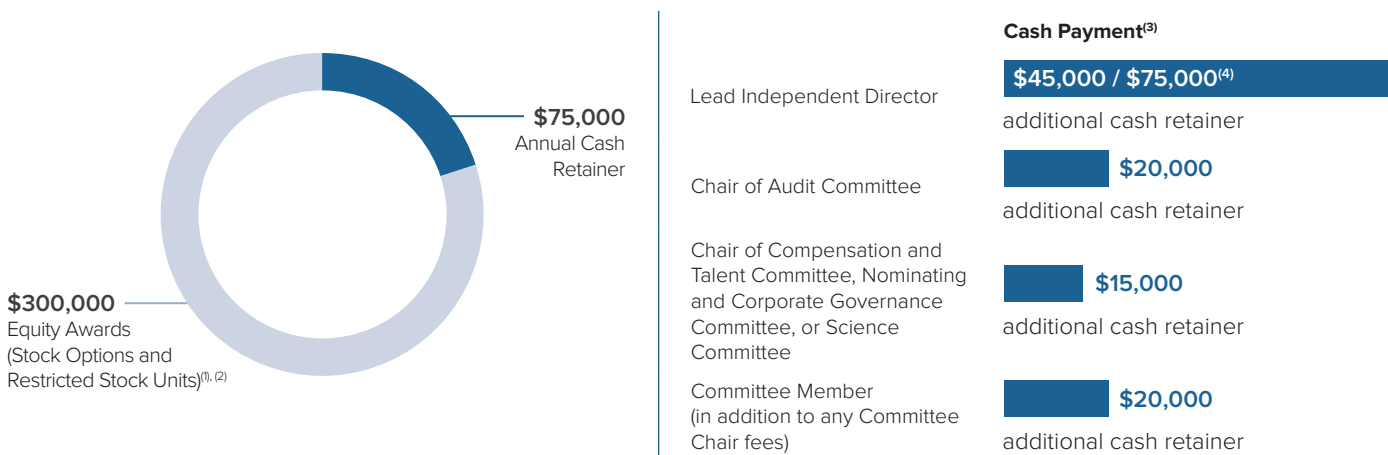 $75,000
Annual Cash
Retainer
$300,000
Equity Awards
(Stock Options and
Restricted Stock Units)(1), (2)
Cash Payment(3)
Lead Independent Director
$45,000 / $75,000(4)
additional cash retainer
Chair of Audit Committee
$20,000
additional cash retainer
Chair of Compensation and
Talent Committee, Nominating
and Corporate Governance
Committee, or Science
Committee
$15,000
additional cash retainer
Committee Member
(in addition to any Committee
Chair fees)
$20,000
additional cash retainer